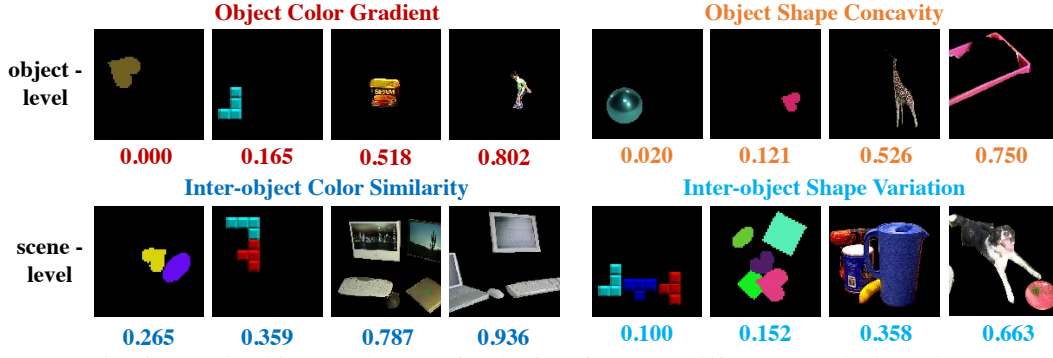 Object Color Gradient
Object Shape Concavity
object -
level
SPAM
0.000 0.165 0.518 0.802
0.020 0.121 0.526 0.750
Inter-object Color Similarity
Inter-object Shape Variation
scene -
level
0.265 0.359 0.787 0.936
0.100 0.152 0.358 0.663